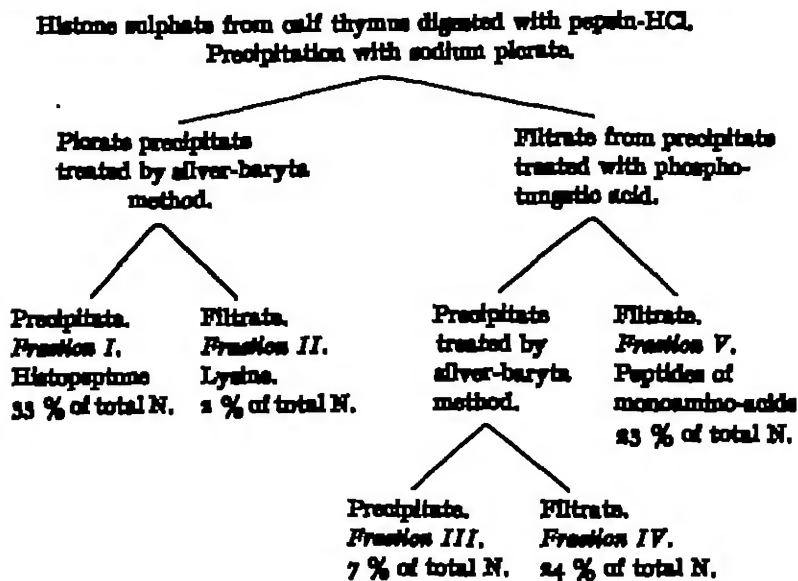 Histone sulphate from calf thymus digested with pepsin-HCl.
Precipitation with sodium picrate.
Picrate precipitate
treated by silver-baryta
method.
Filtrate from precipitate
treated with phospho-
tungstic acid.
Precipitate.
Fraction I.
Histopeptone
33 % of total N.
Filtrate.
Fraction II.
Lysine.
% of total N.
Precipitate
treated by
silver-baryta
method.
Filtrate.
Fraction V.
Peptides of
monoamino-acids
23 % of total N.
Precipitate.
Fraction III.
7 % of total N.
Filtrate.
Fraction IV.
24 % of total N.